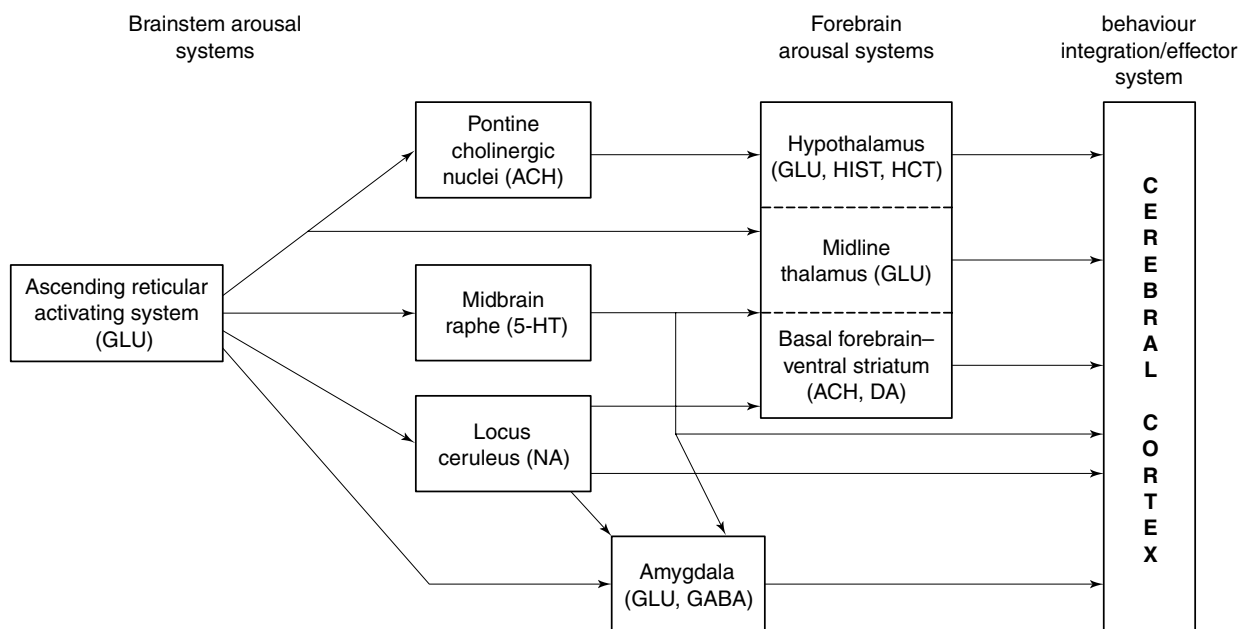 Brainstem arousal
systems
Forebrain
arousal systems
behaviour
integration/effector
system
Pontine
cholinergic
nuclei (ACH)
Hypothalamus
(GLU, HIST, HCT)
Midline
thalamus (GLU)
Ascending reticular
activating system
(GLU)
Midbrain
raphe (5-HT)
Basal forebrain–
ventral striatum
(ACH, DA)
Locus
ceruleus (NA)
Amygdala
(GLU, GABA)
CEREBRAL CORTEX